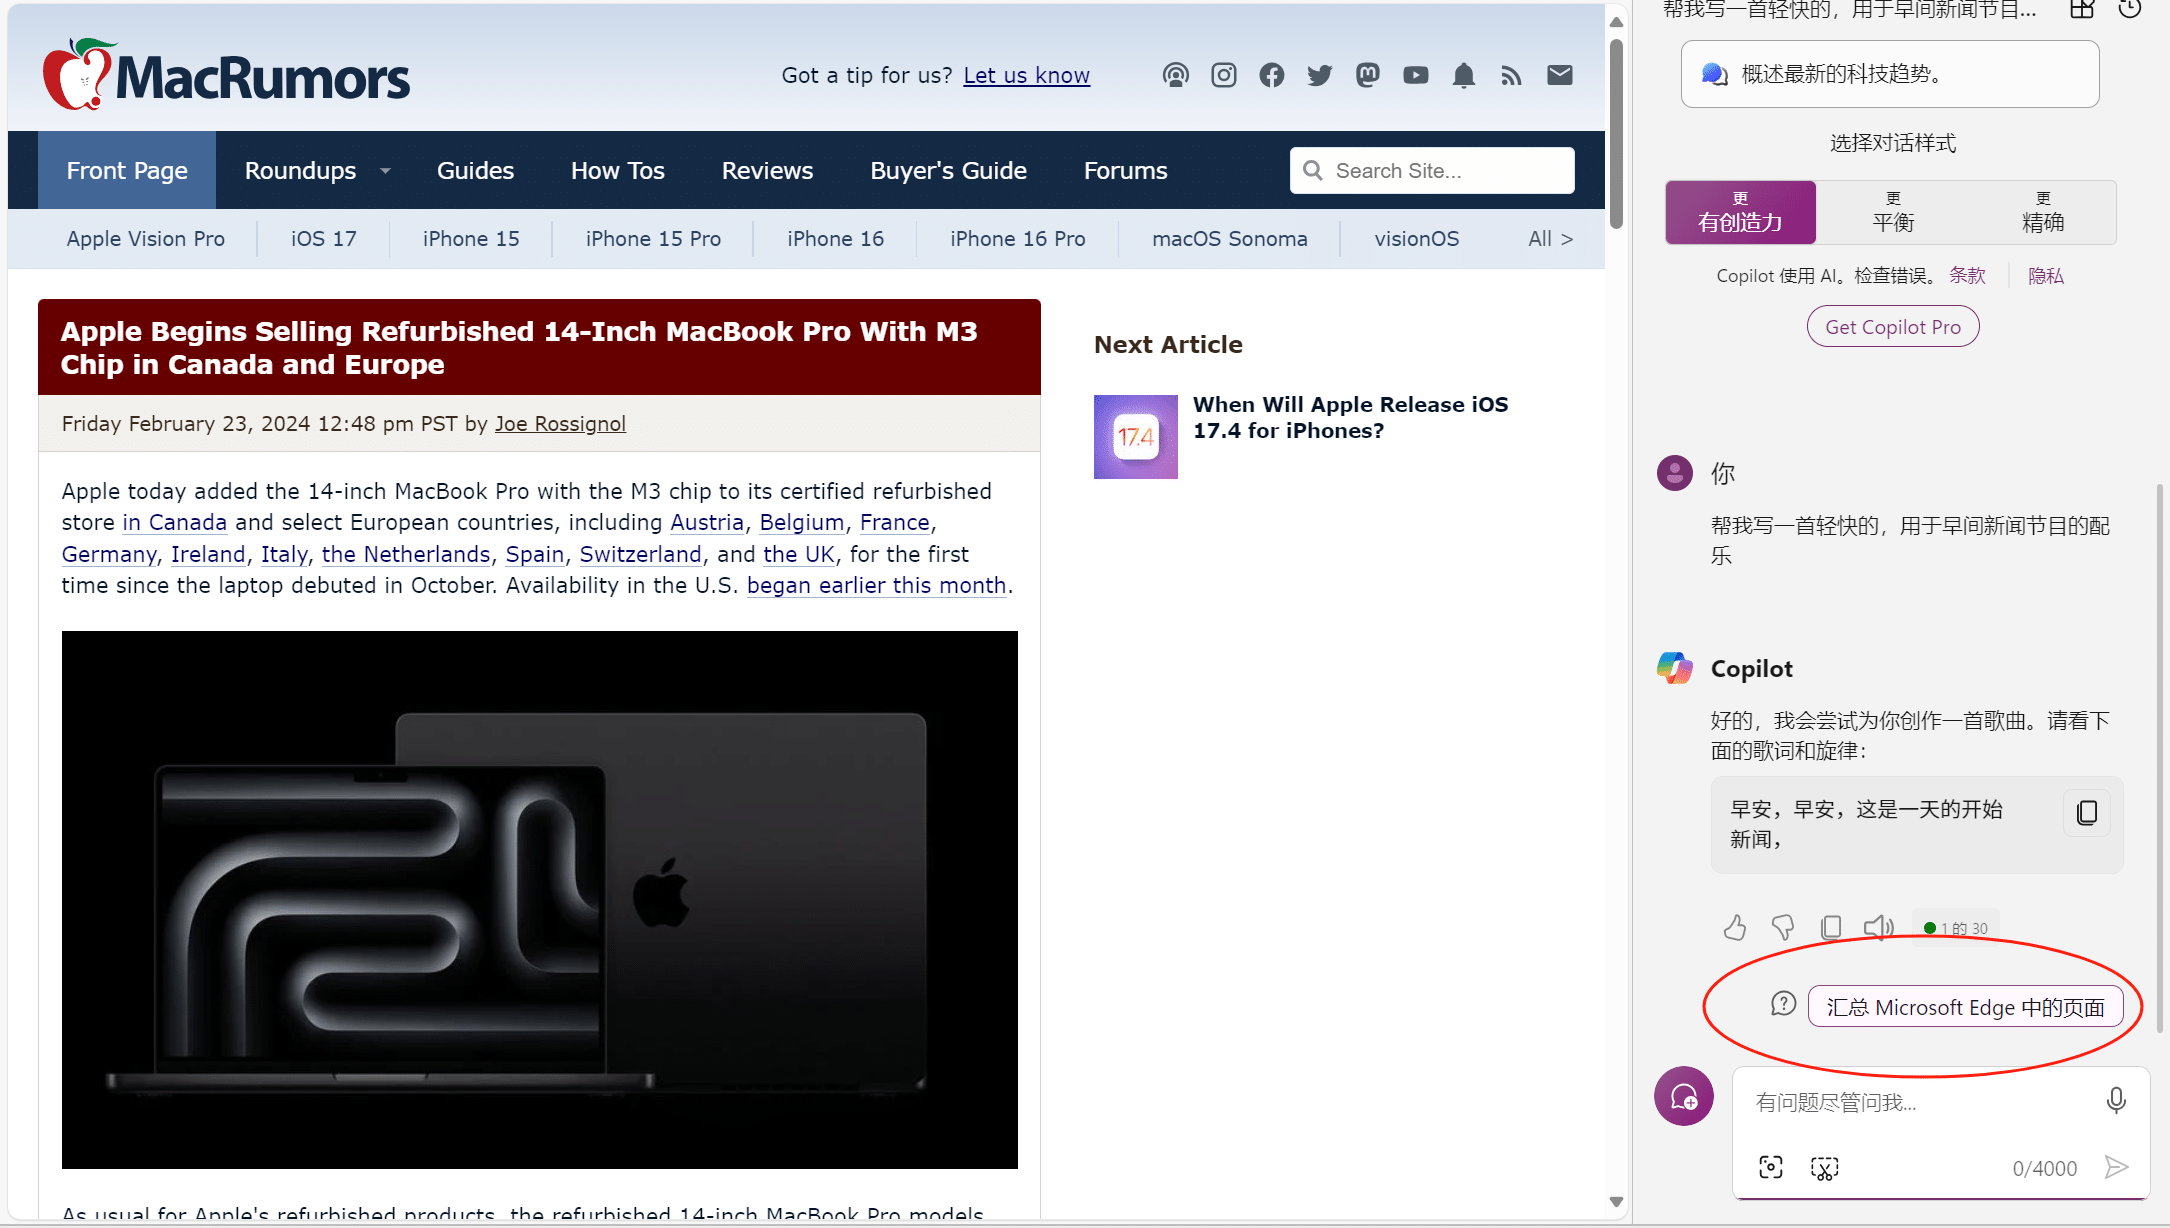 MacRumors
Got a tip for us? Let us know
Front Page
Roundups
Guides
How Tos
Reviews
Buyer's Guide
Forums
Search Site...
Apple Vision Pro
iOS 17
iPhone 15
iPhone 15 Pro
iPhone 16
iPhone 16 Pro
macOS Sonoma
visionOS
All >
Apple Begins Selling Refurbished 14-Inch MacBook Pro With M3
Chip in Canada and Europe
Friday February 23, 2024 12:48 pm PST by Joe Rossignol
Apple today added the 14-inch MacBook Pro with the M3 chip to its certified refurbished
store in Canada and select European countries, including Austria, Belgium, France,
Germany, Ireland, Italy, the Netherlands, Spain, Switzerland, and the UK, for the first
time since the laptop debuted in October. Availability in the U.S. began earlier this month.
As usual for Apple's refurbished products, the refurbished 14-inch MacBook Pro models
Next Article
17.4
When Will Apple Release iOS
17.4 for iPhones?
帮我写一首轻快的，用于早间新闻节目...
概述最新的科技趋势。
选择对话样式
更
有创造力
更
平衡
更
精确
Copilot 使用 AI。检查错误。 条款
隐私
Get Copilot Pro
你
帮我写一首轻快的，用于早间新闻节目的配
乐
Copilot
好的，我会尝试为你创作一首歌曲。请看下
面的歌词和旋律：
早安，早安，这是一天的开始
新闻，
1 的 30
汇总 Microsoft Edge 中的页面
有问题尽管问我...
0/4000